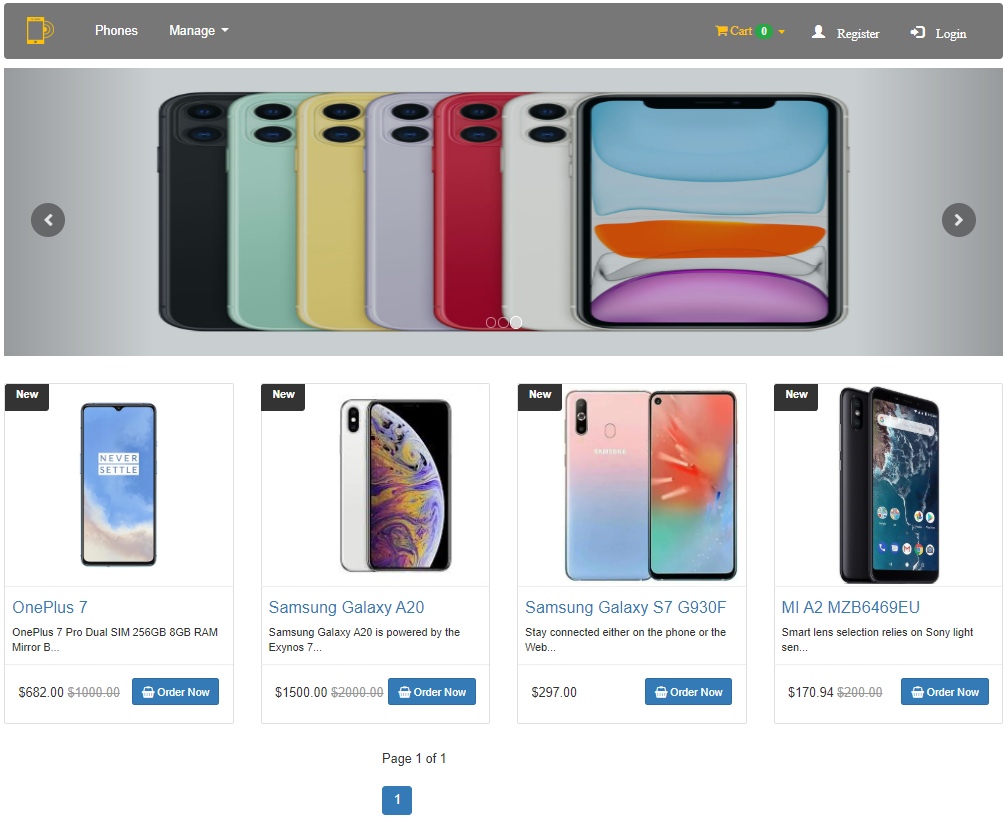 Phones
Manage
Cart 0
Register
Login
New
New
New
New
NEVER
SETTLE
SAMSUNG
OnePlus 7
OnePlus 7 Pro Dual SIM 256GB 8GB RAM
Mirror B...
$682.00 $1000.00
Order Now
Samsung Galaxy A20
Samsung Galaxy A20 is powered by the
Exynos 7...
$1500.00 $2000.00
Order Now
Samsung Galaxy S7 G930F
Stay connected either on the phone or the
Web...
$297.00
Order Now
MI A2 MZB6469EU
Smart lens selection relies on Sony light
sen...
$170.94 $200.00
Order Now
Page 1 of 1
1